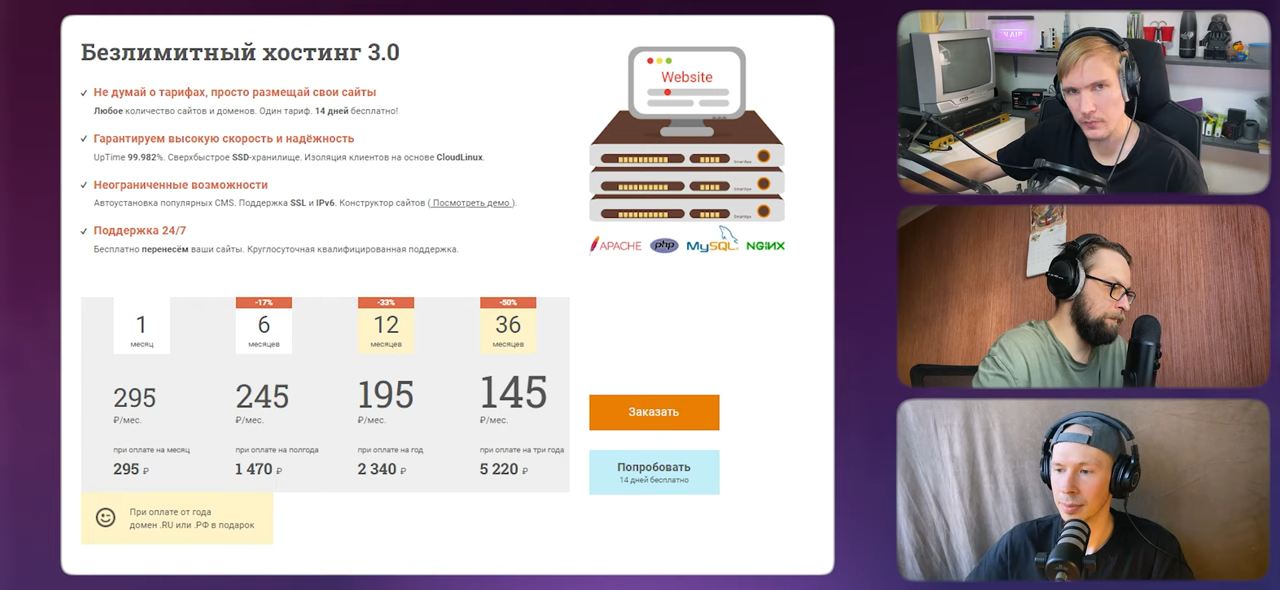 Безлимитный хостинг 3.0
Не думай о тарифах, просто размещай свои сайты
Любое количество сайтов и доменов. Один тариф. 14 дней бесплатно!
Гарантируем высокую скорость и надёжность
UpTime 99.982%. Сверхбыстрое SSD-хранилище. Изоляция клиентов на основе CloudLinux.
Неограниченные возможности
Автоустановка популярных CMS. Поддержка SSL и IPv6. Конструктор сайтов ( Посмотреть демо ).
Поддержка 24/7
Бесплатно перенесём ваши сайты. Круглосуточная квалифицированная поддержка.
Website
APACHE php MySQL NGINX
-17% -33% -50%
1 6 12 36
месяц месяцев месяцев месяцев
295 245 195 145
₽/мес. ₽/мес. ₽/мес. ₽/мес.
при оплате на месяц при оплате на полгода при оплате на год при оплате на три года
295 ₽ 1 470 ₽ 2 340 ₽ 5 220 ₽
При оплате от года
домен .RU или .РФ в подарок
Заказать
Попробовать
14 дней бесплатно
ON AIR